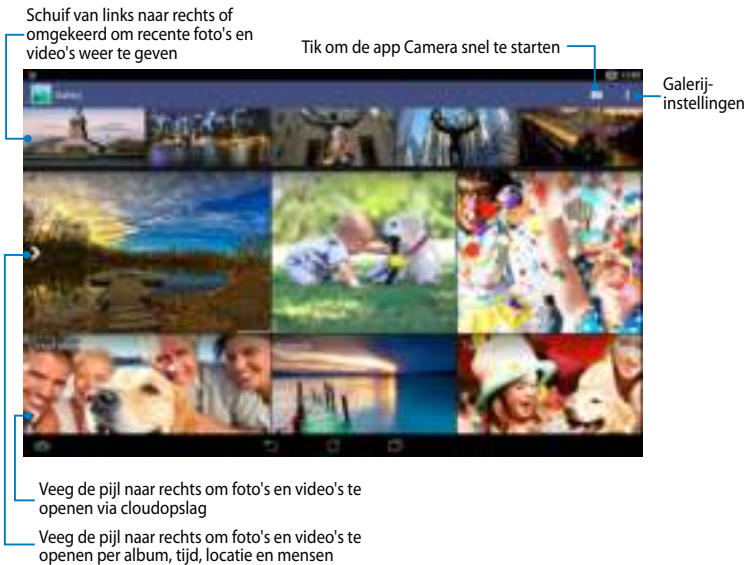 Schuif van links naar rechts of
omgekeerd om recente foto's en
video's weer te geven
Tik om de app Camera snel te starten
Galerij-
instellingen
Gallery
Veeg de pijl naar rechts om foto's en video's te
openen via cloudopslag
Veeg de pijl naar rechts om foto's en video's te
openen per album, tijd, locatie en mensen